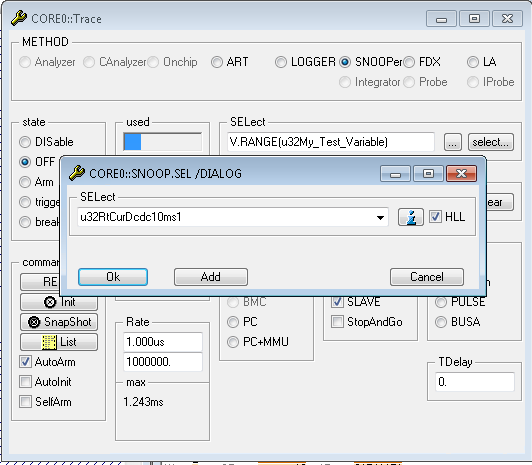 CORE0::Trace
METHOD
Analyzer CAnalyzer Onchip ART LOGGER SNOOPer FDX LA
Integrator Probe IProbe
state used SELect
DISable V.RANGE(u32My_Test_Variable) ... select...
OFF
Arm
trigge
break
CORE0::SNOOP.SEL /DIALOG
SELect
u32RtCurDcdc10ms1 i HLL
Ok Add Cancel
comman
RE
Init BMC SLAVE PULSE
SnapShot Rate PC StopAndGo BUSA
List 1.000us PC+MMU
AutoArm 1000000. TDelay
AutoInit max 0.
SelfArm 1.243ms